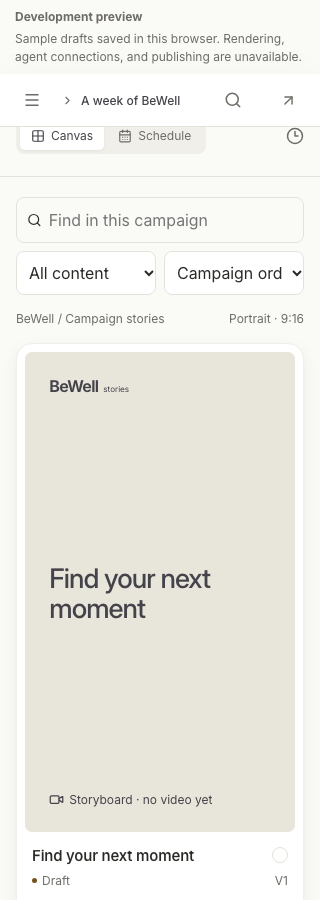 Development preview
Sample drafts saved in this browser. Rendering,
agent connections, and publishing are unavailable.
A week of BeWell
Canvas Schedule
Find in this campaign
All content Campaign ord
BeWell / Campaign stories Portrait · 9:16
BeWell stories
Find your next
moment
Storyboard · no video yet
Find your next moment
Draft V1